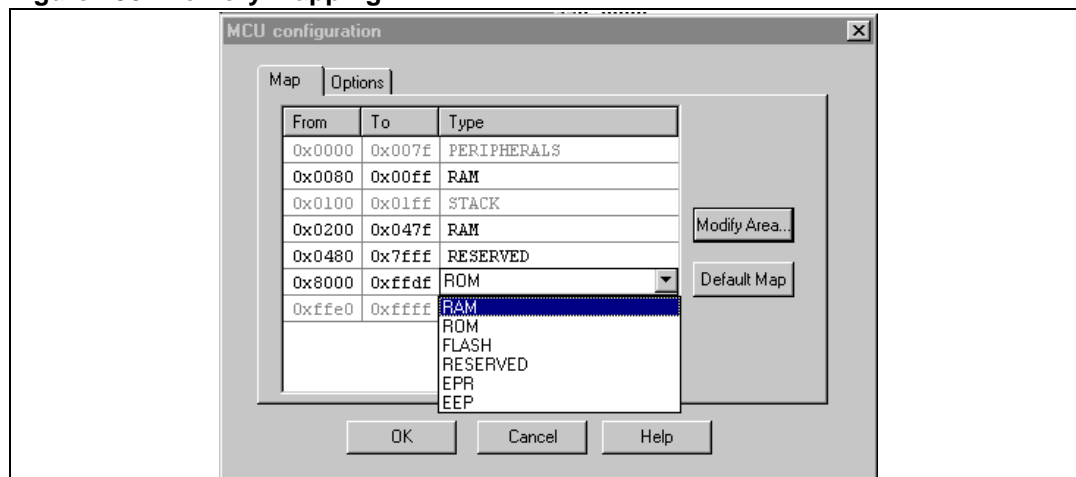 MCU configuration
Map Options
From To Type
0x0000 0x007f PERIPHERALS
0x0080 0x00ff RAM
0x0100 0x01ff STACK
0x0200 0x047f RAM
0x0480 0x7fff RESERVED
0x8000 0xffdf ROM
0xffe0 0xffff
RAM
ROM
FLASH
RESERVED
EPR
EEP
Modify Area...
Default Map
OK Cancel Help